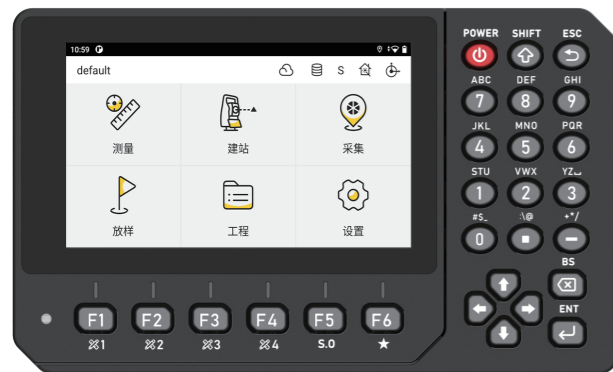 10:59
default
S
测量
建站
采集
放样
工程
设置
F1
F2
F3
F4
F5
F6
1
2
3
4
S.O
★
POWER
SHIFT
ESC
ABC
DEF
GHI
7
8
9
JKL
MNO
PQR
4
5
6
STU
VWX
YZ␣
1
2
3
#$_
:\@
+*/
0
.
-
BS
ENT